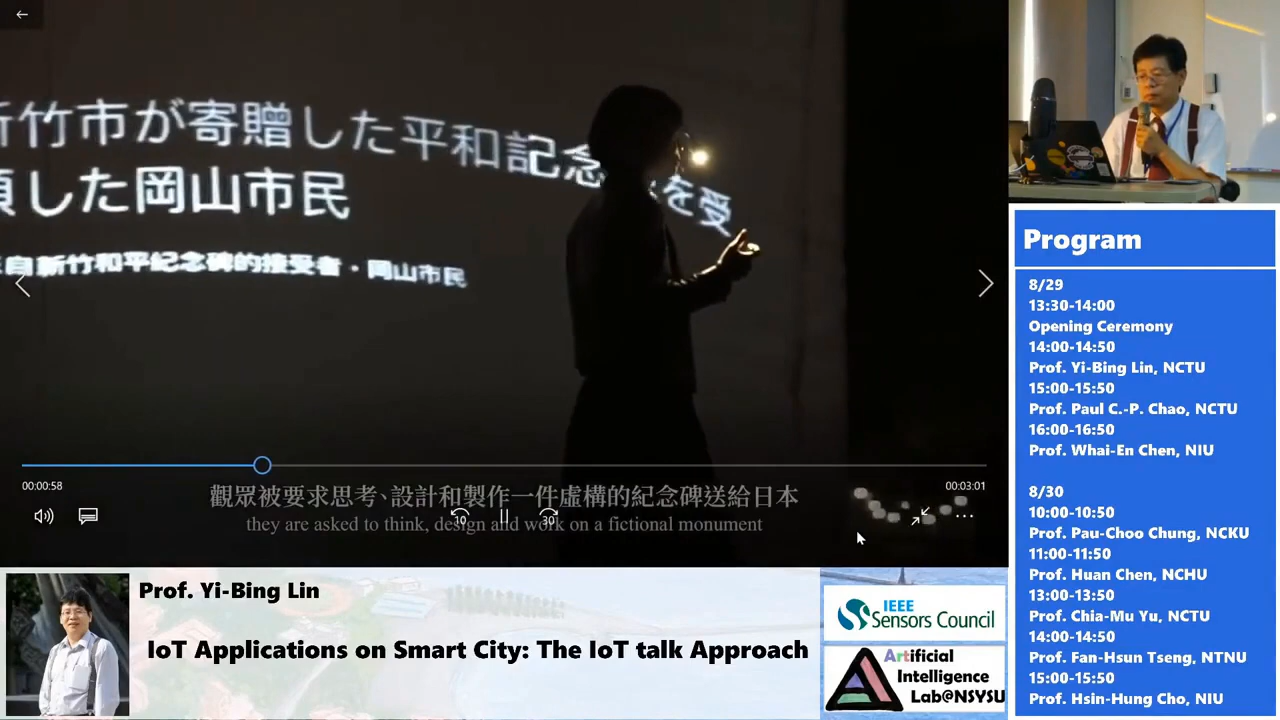 新竹市が寄贈した平和記念
を受
した岡山市民
自新竹和平紀念碑的接受者・岡山市民
00:00:58
00:03:01
觀眾被要求思考、設計和製作一件虛構的紀念碑送給日本
they are asked to think, design and work on a fictional monument
10
30
Program
8/29
13:30-14:00
Opening Ceremony
14:00-14:50
Prof. Yi-Bing Lin, NCTU
15:00-15:50
Prof. Paul C.-P. Chao, NCTU
16:00-16:50
Prof. Whai-En Chen, NIU
8/30
10:00-10:50
Prof. Pau-Choo Chung, NCKU
11:00-11:50
Prof. Huan Chen, NCHU
13:00-13:50
Prof. Chia-Mu Yu, NCTU
14:00-14:50
Prof. Fan-Hsun Tseng, NTNU
15:00-15:50
Prof. Hsin-Hung Cho, NIU
Prof. Yi-Bing Lin
IoT Applications on Smart City: The IoT talk Approach
IEEE
Sensors Council
Artificial
Intelligence
Lab@NSYSU